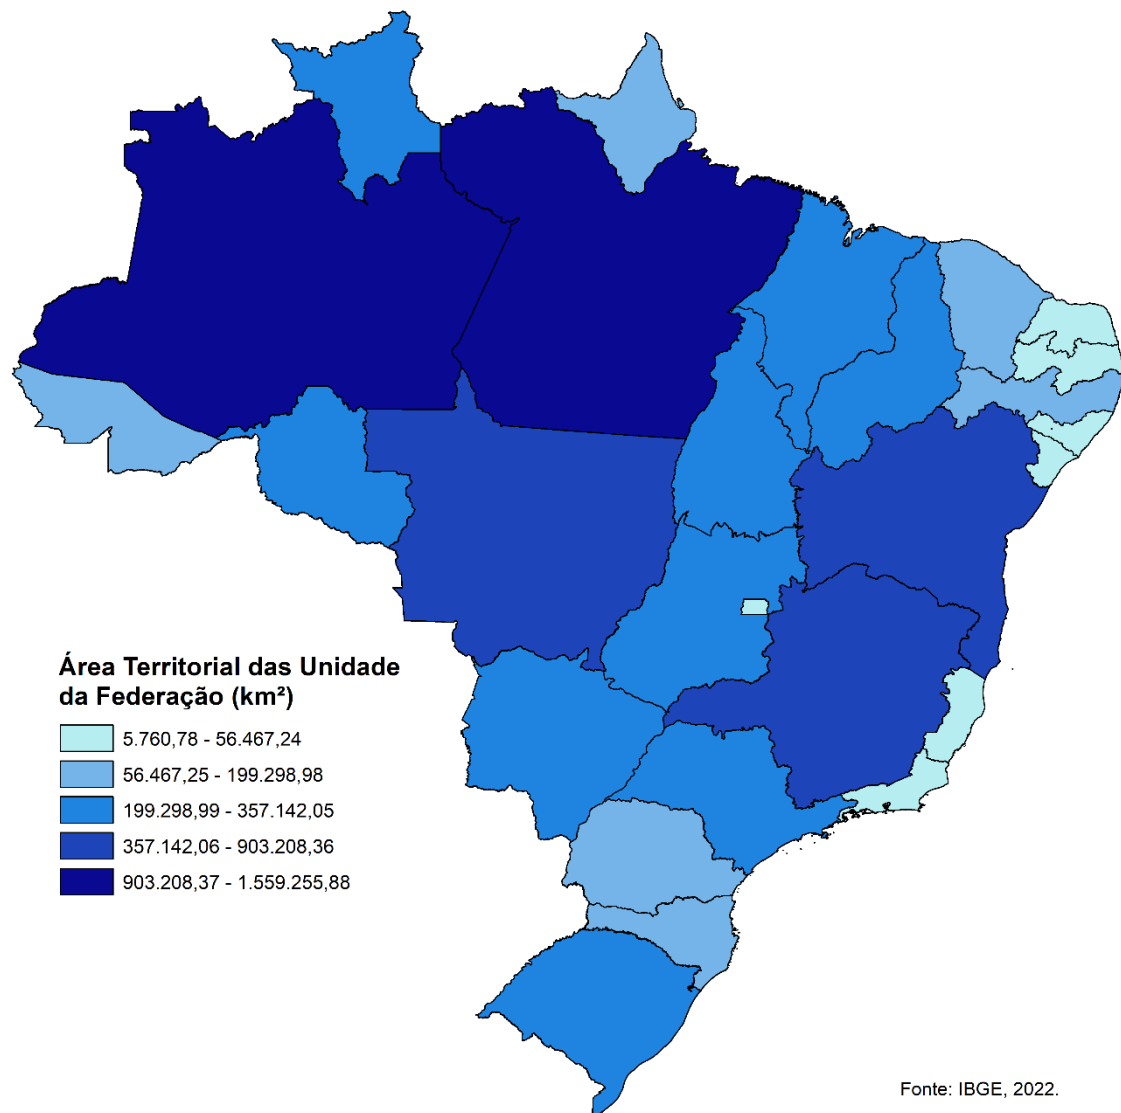 Área Territorial das Unidade
da Federação (km²)
5.760,78 - 56.467,24
56.467,25 - 199.298,98
199.298,99 - 357.142,05
357.142,06 - 903.208,36
903.208,37 - 1.559.255,88
Fonte: IBGE, 2022.